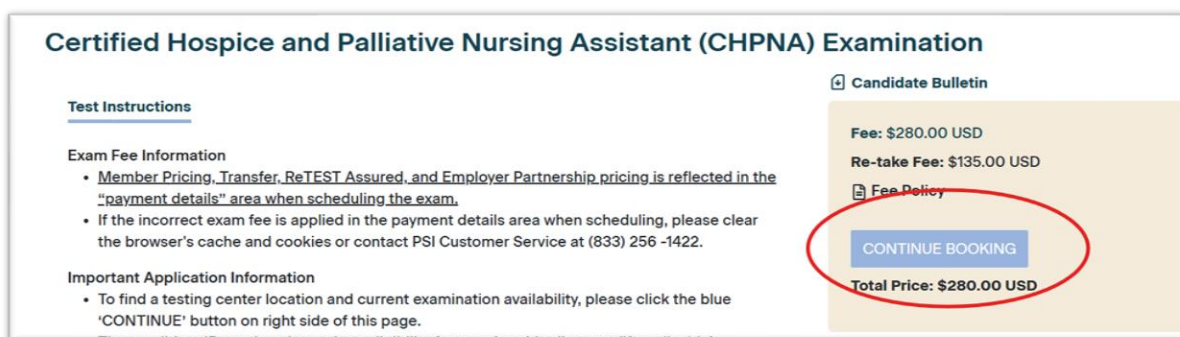 Certified Hospice and Palliative Nursing Assistant (CHPNA) Examination
Test Instructions
Exam Fee Information
• Member Pricing, Transfer, ReTEST Assured, and Employer Partnership pricing is reflected in the
“payment details” area when scheduling the exam.
• If the incorrect exam fee is applied in the payment details area when scheduling, please clear
the browser's cache and cookies or contact PSI Customer Service at (833) 256 -1422.
Important Application Information
• To find a testing center location and current examination availability, please click the blue
‘CONTINUE’ button on right side of this page.
Candidate Bulletin
Fee: $280.00 USD
Re-take Fee: $135.00 USD
Fee Policy
CONTINUE BOOKING
Total Price: $280.00 USD